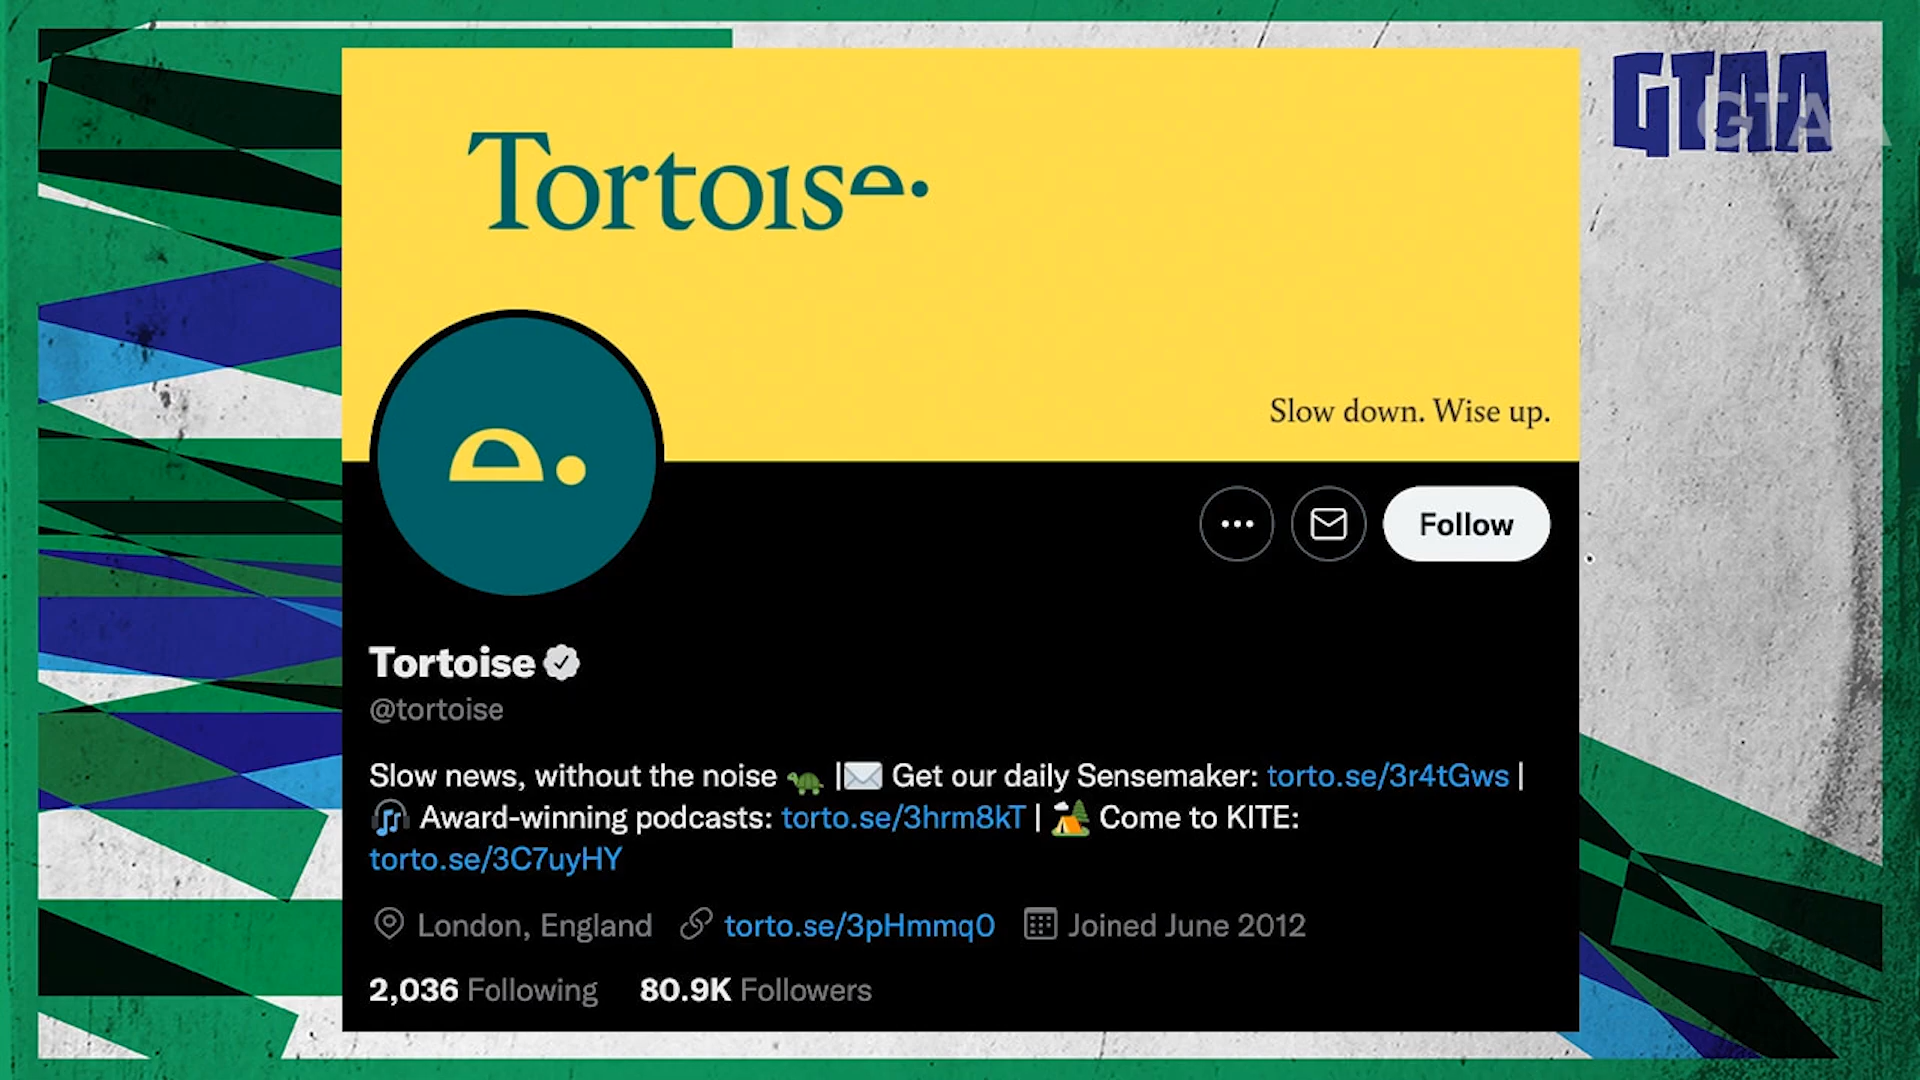 GTAA
GTAA
Tortoise.
e.
Slow down. Wise up.
Follow
Tortoise
@tortoise
Slow news, without the noise 🐢 |✉️ Get our daily Sensemaker: torto.se/3r4tGws |
🎧 Award-winning podcasts: torto.se/3hrm8kT | 🏕️ Come to KITE:
torto.se/3C7uyHY
London, England torto.se/3pHmmq0 Joined June 2012
2,036 Following 80.9K Followers